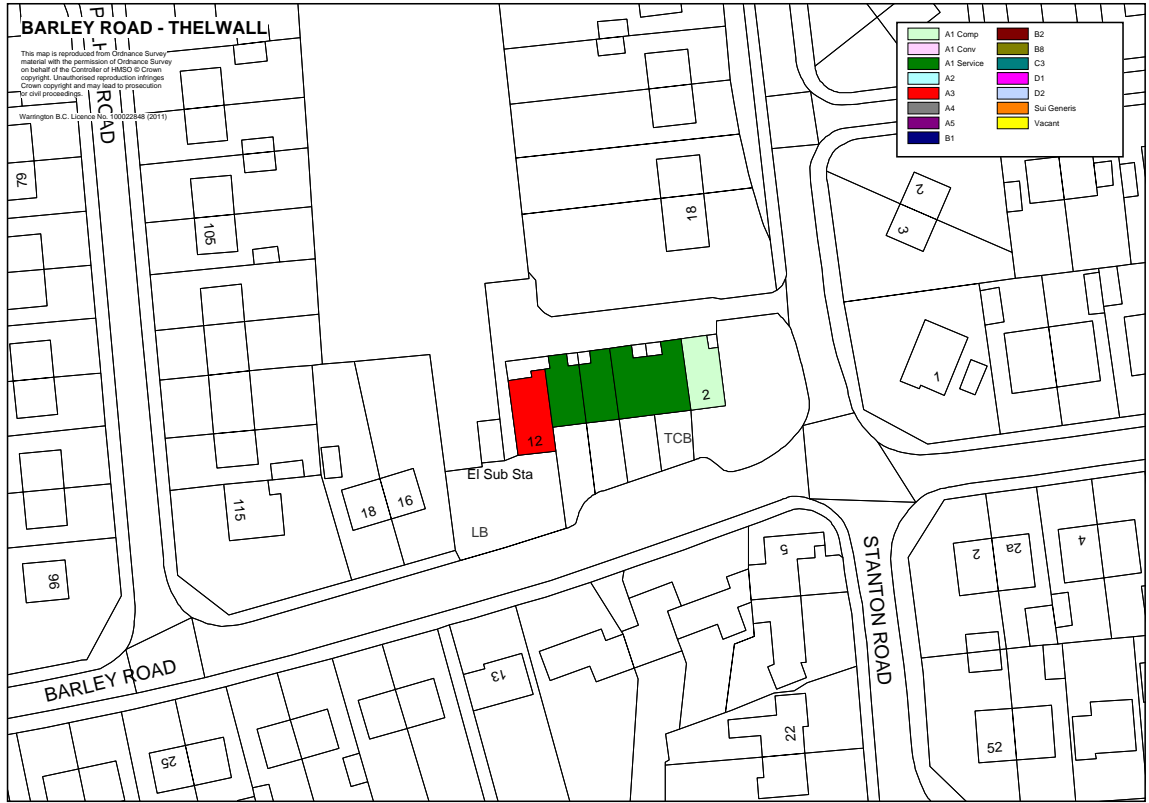 BARLEY ROAD - THELWALL
This map is reproduced from Ordnance Survey
material with the permission of Ordnance Survey
on behalf of the Controller of HMSO © Crown
copyright. Unauthorised reproduction infringes
Crown copyright and may lead to prosecution
or civil proceedings.
Warrington B.C. Licence No. 100022848 (2011)
A1 Comp
A1 Conv
A1 Service
A2
A3
A4
A5
B1
B2
B8
C3
D1
D2
Sui Generis
Vacant
ROAD
79
105
18
2
3
1
2
12
TCB
El Sub Sta
LB
18
16
115
96
5
STANTON ROAD
2
2a
4
BARLEY ROAD
13
25
22
52